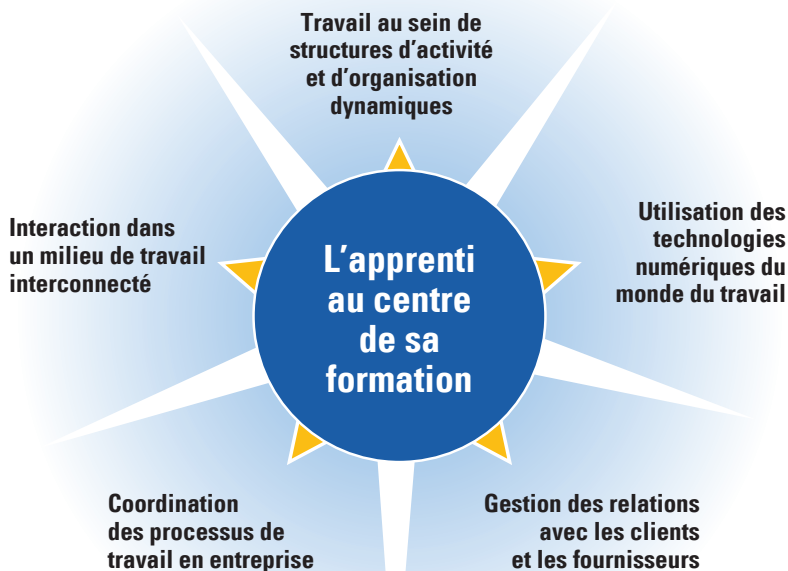 Travail au sein de
structures d’activité
et d’organisation
dynamiques
Interaction dans
un milieu de travail
interconnecté
L’apprenti
au centre
de sa
formation
Utilisation des
technologies
numériques du
monde du travail
Coordination
des processus de
travail en entreprise
Gestion des relations
avec les clients
et les fournisseurs